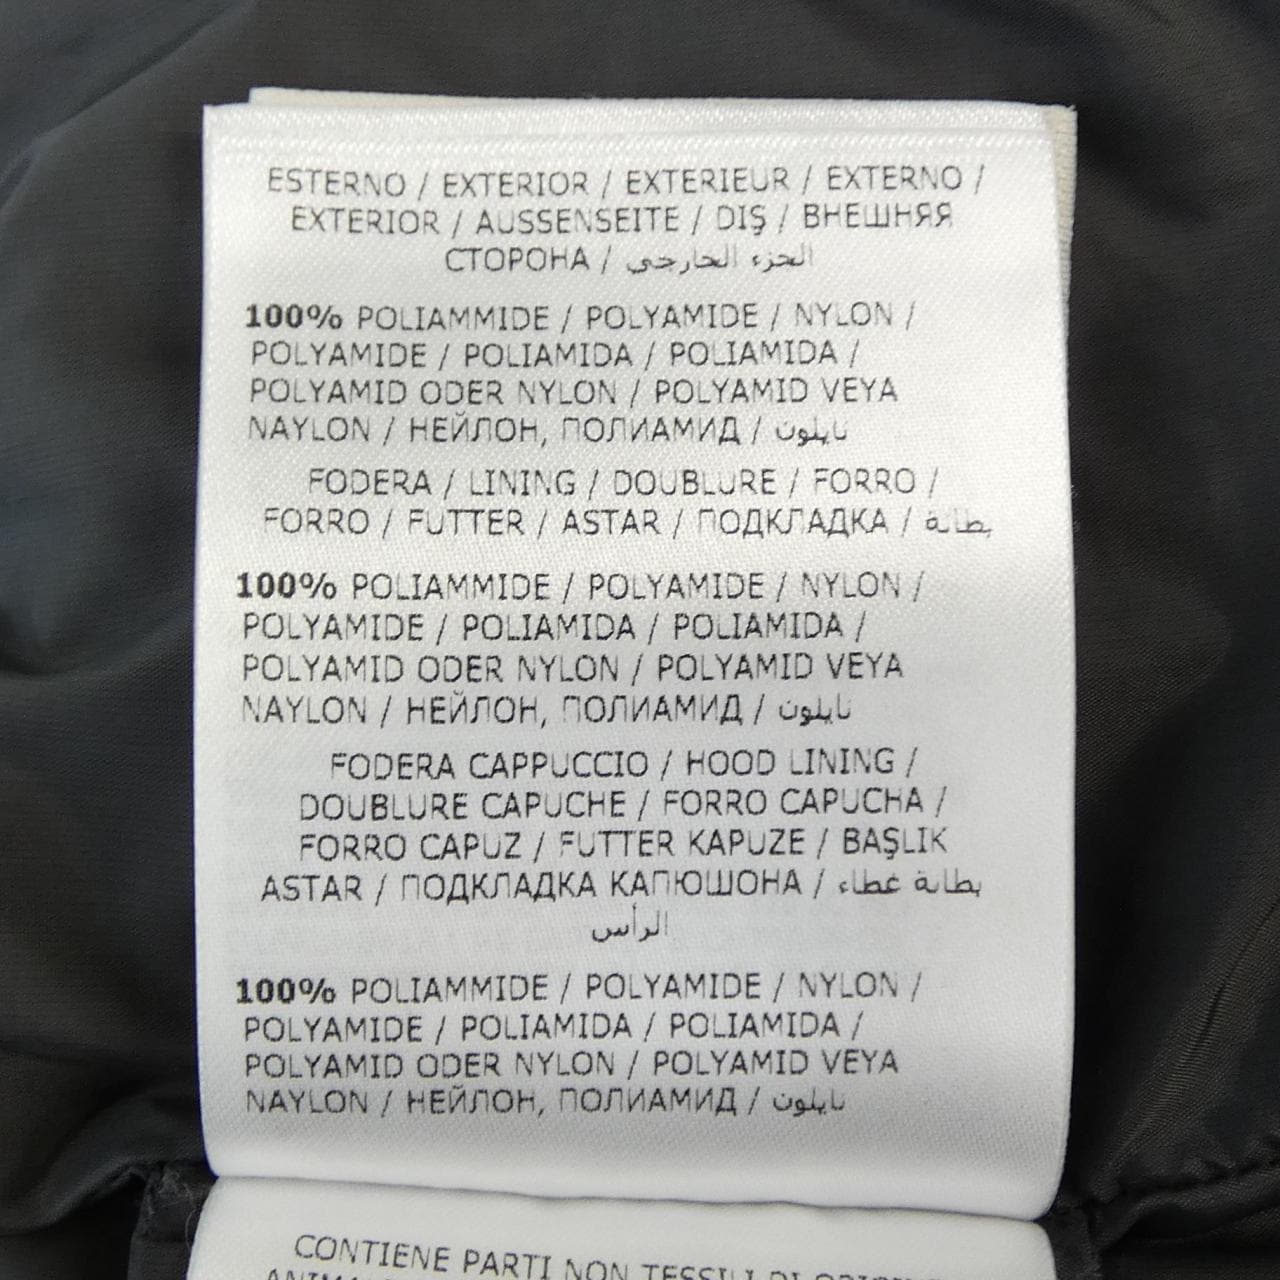 ESTERNO / EXTERIOR / EXTERIEUR / EXTERNO /
EXTERIOR / AUSSENSEITE / DIŞ / ВНЕШНЯЯ
СТОРОНА / الجزء الخارجي
100% POLIAMMIDE / POLYAMIDE / NYLON /
POLYAMIDE / POLIAMIDA / POLIAMIDA /
POLYAMID ODER NYLON / POLYAMID VEYA
NAYLON / НЕЙЛОН, ПОЛИАМИД / نايلون
FODERA / LINING / DOUBLURE / FORRO /
FORRO / FUTTER / ASTAR / ПОДКЛАДКА / بطانة
100% POLIAMMIDE / POLYAMIDE / NYLON /
POLYAMIDE / POLIAMIDA / POLIAMIDA /
POLYAMID ODER NYLON / POLYAMID VEYA
NAYLON / НЕЙЛОН, ПОЛИАМИД / نايلون
FODERA CAPPUCCIO / HOOD LINING /
DOUBLURE CAPUCHE / FORRO CAPUCHA /
FORRO CAPUZ / FUTTER KAPUZE / BAŞLIK
ASTAR / ПОДКЛАДКА КАПЮШОНА / بطانة غطاء
الرأس
100% POLIAMMIDE / POLYAMIDE / NYLON /
POLYAMIDE / POLIAMIDA / POLIAMIDA /
POLYAMID ODER NYLON / POLYAMID VEYA
NAYLON / НЕЙЛОН, ПОЛИАМИД / نايلون
CONTIENE PARTI NON TESSILI DI